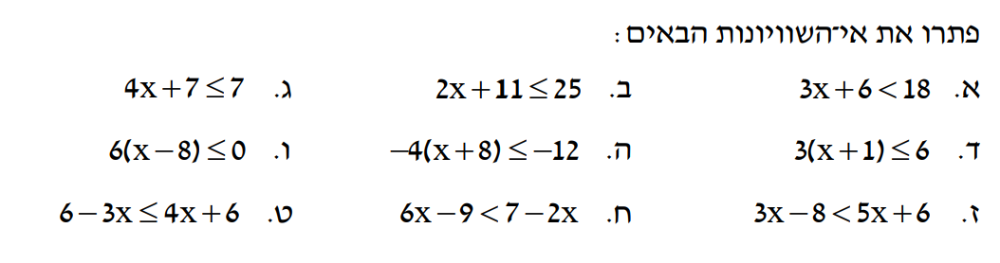 פתרו את אי־השוויונות הבאים:
א. 3x+6<18 ב. 2x+11≤25 ג. 4x+7≤7
ד. 3(x+1)≤6 ה. −4(x+8)≤−12 ו. 6(x−8)≤0
ז. 3x−8<5x+6 ח. 6x−9<7−2x ט. 6−3x≤4x+6